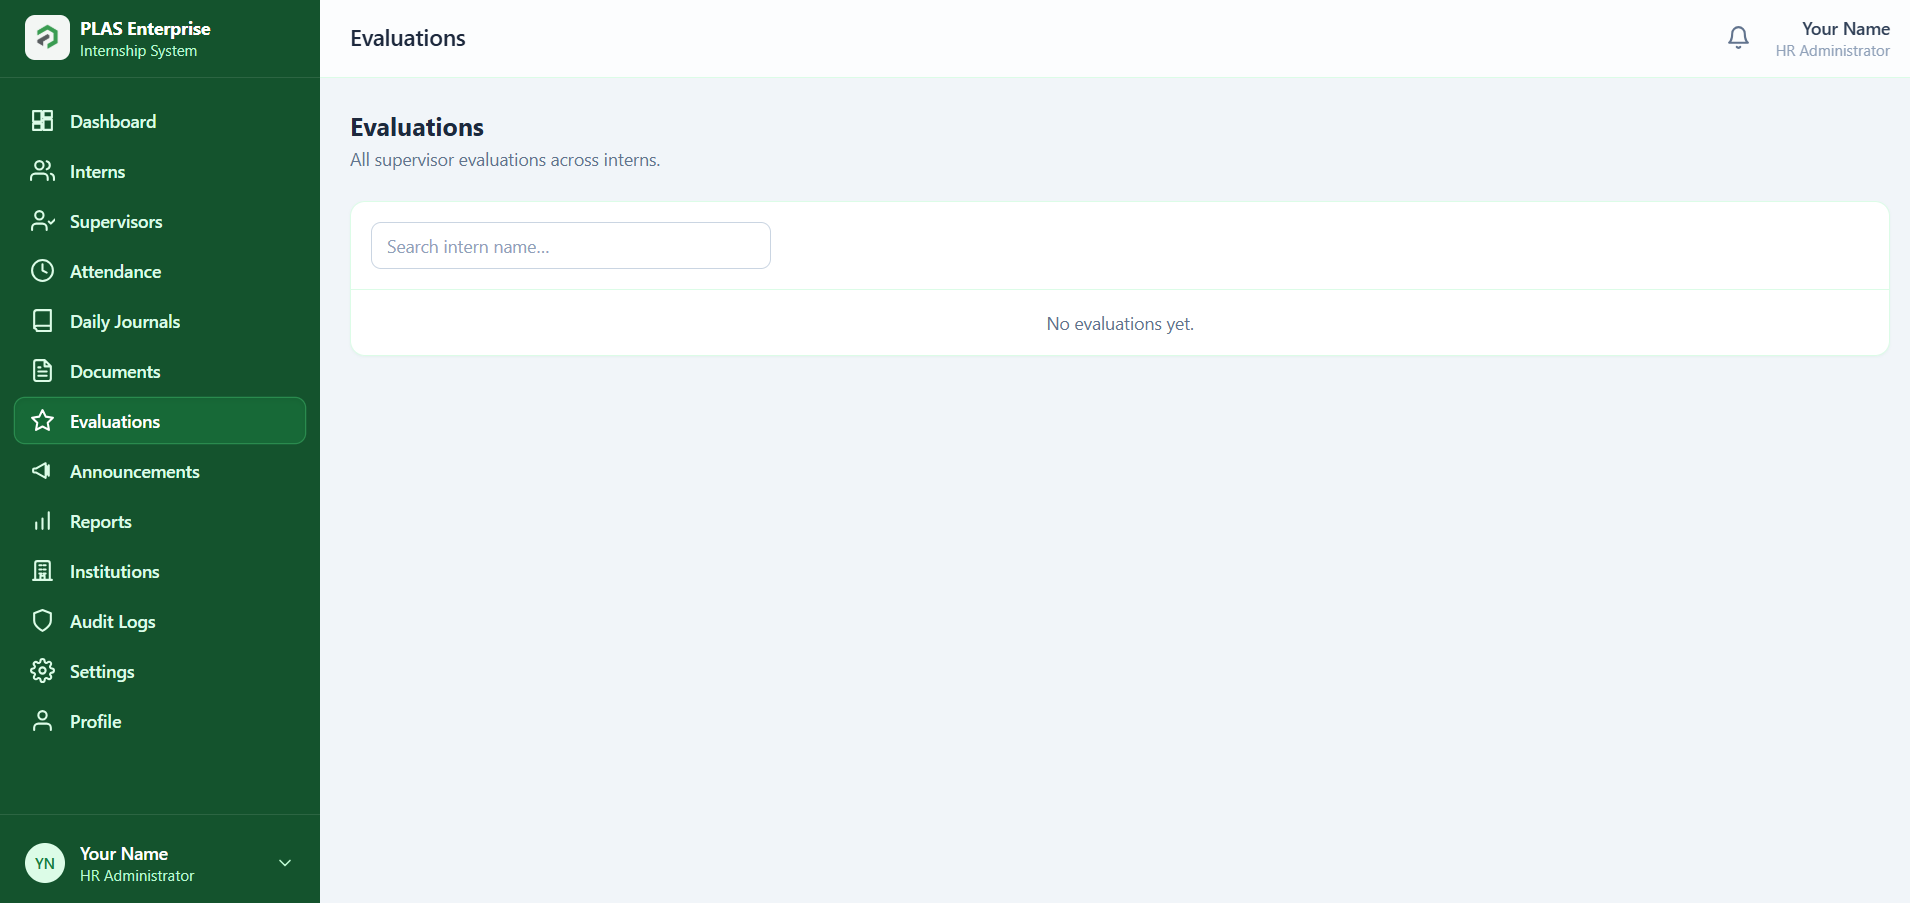 PLAS Enterprise
Internship System
Dashboard
Interns
Supervisors
Attendance
Daily Journals
Documents
Evaluations
Announcements
Reports
Institutions
Audit Logs
Settings
Profile
YN
Your Name
HR Administrator
Evaluations
Your Name
HR Administrator
Evaluations
All supervisor evaluations across interns.
Search intern name...
No evaluations yet.